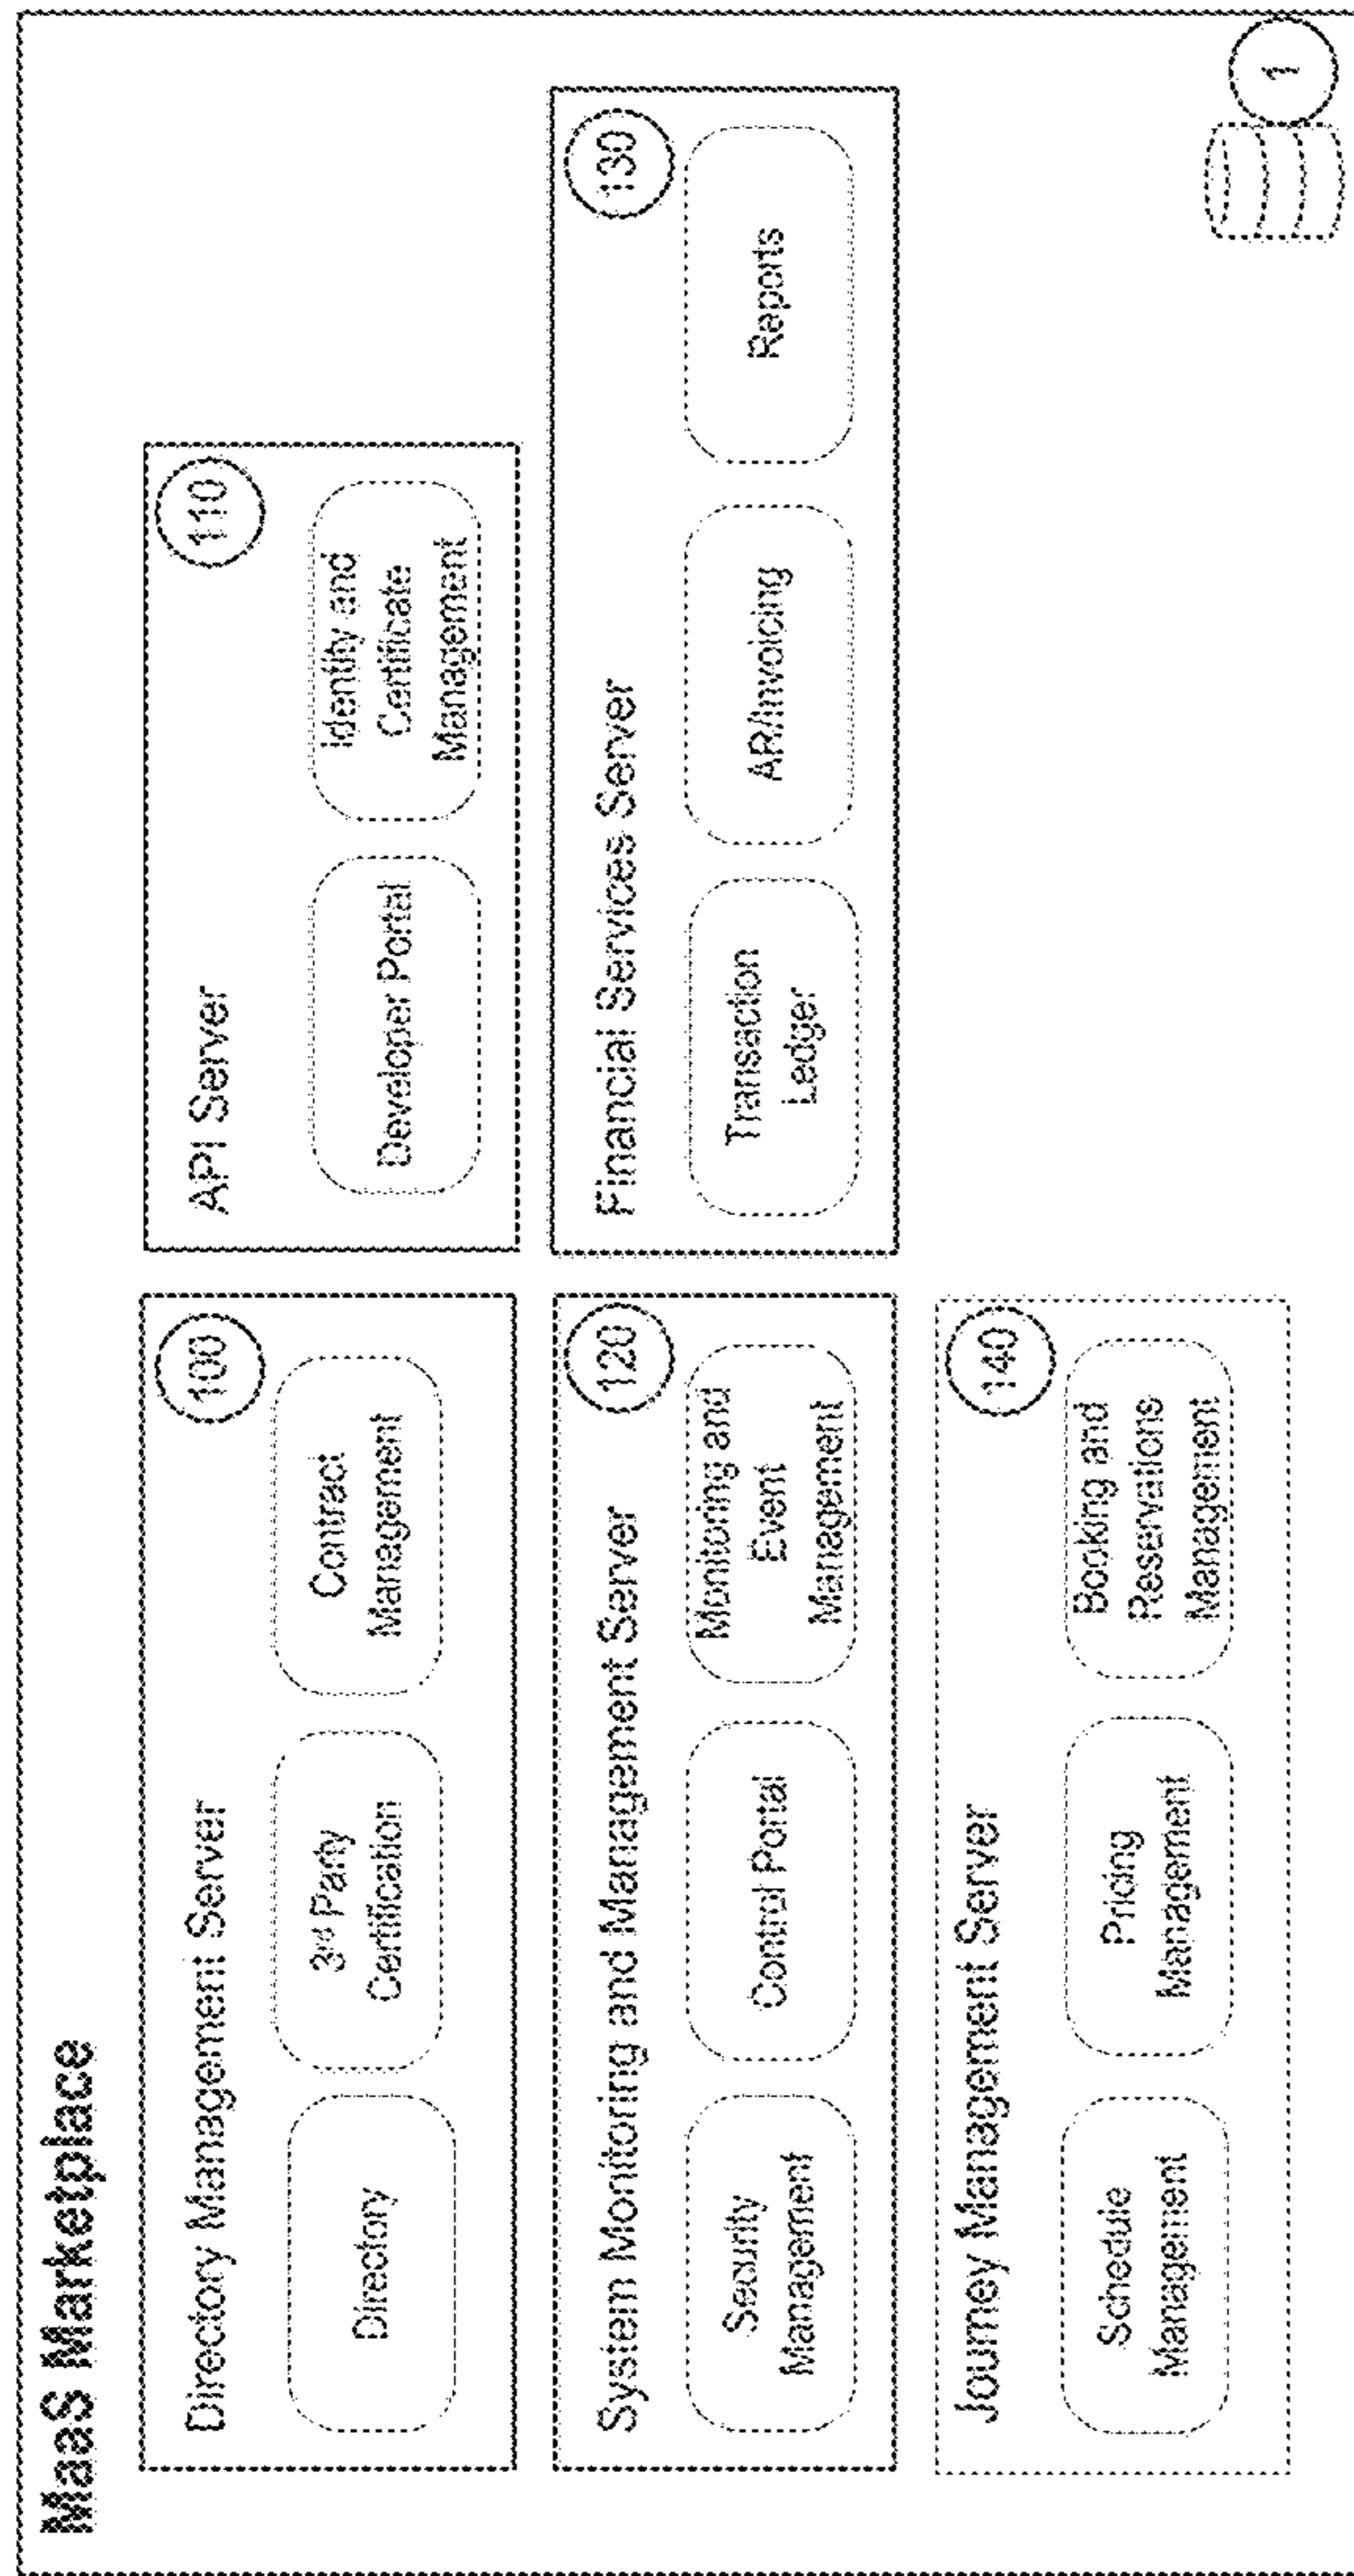 MaaS Marketplace
Directory Management Server
100
Directory
3rd Party
Certification
Contract
Management
API Server
110
Developer Portal
Identity and
Certificate
Management
System Monitoring and Management Server
120
Security
Management
Control Portal
Monitoring and
Event
Management
Financial Services Server
130
Transaction
Ledger
AR/Invoicing
Reports
Journey Management Server
140
Schedule
Management
Pricing
Management
Booking and
Reservations
Management
1